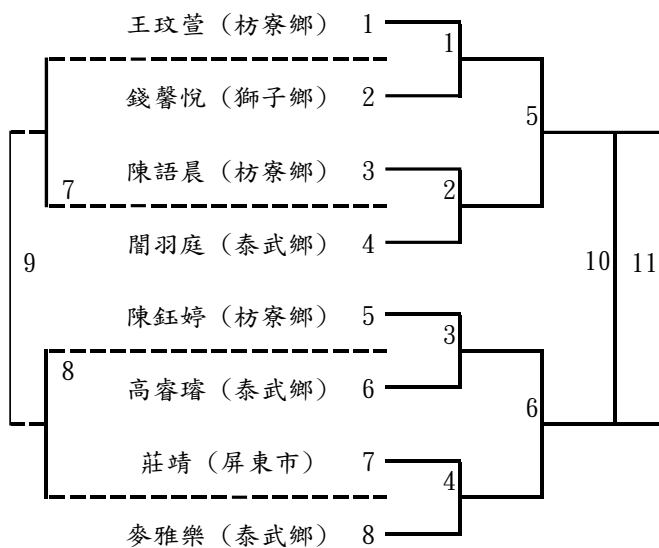 王玟萱（枋寮鄉） 1
1
錢馨悅（獅子鄉） 2
5
陳語晨（枋寮鄉） 3
7
2
閻羽庭（泰武鄉） 4
9
10
11
陳鈺婷（枋寮鄉） 5
3
8
高睿璿（泰武鄉） 6
6
莊靖（屏東市） 7
4
麥雅樂（泰武鄉） 8